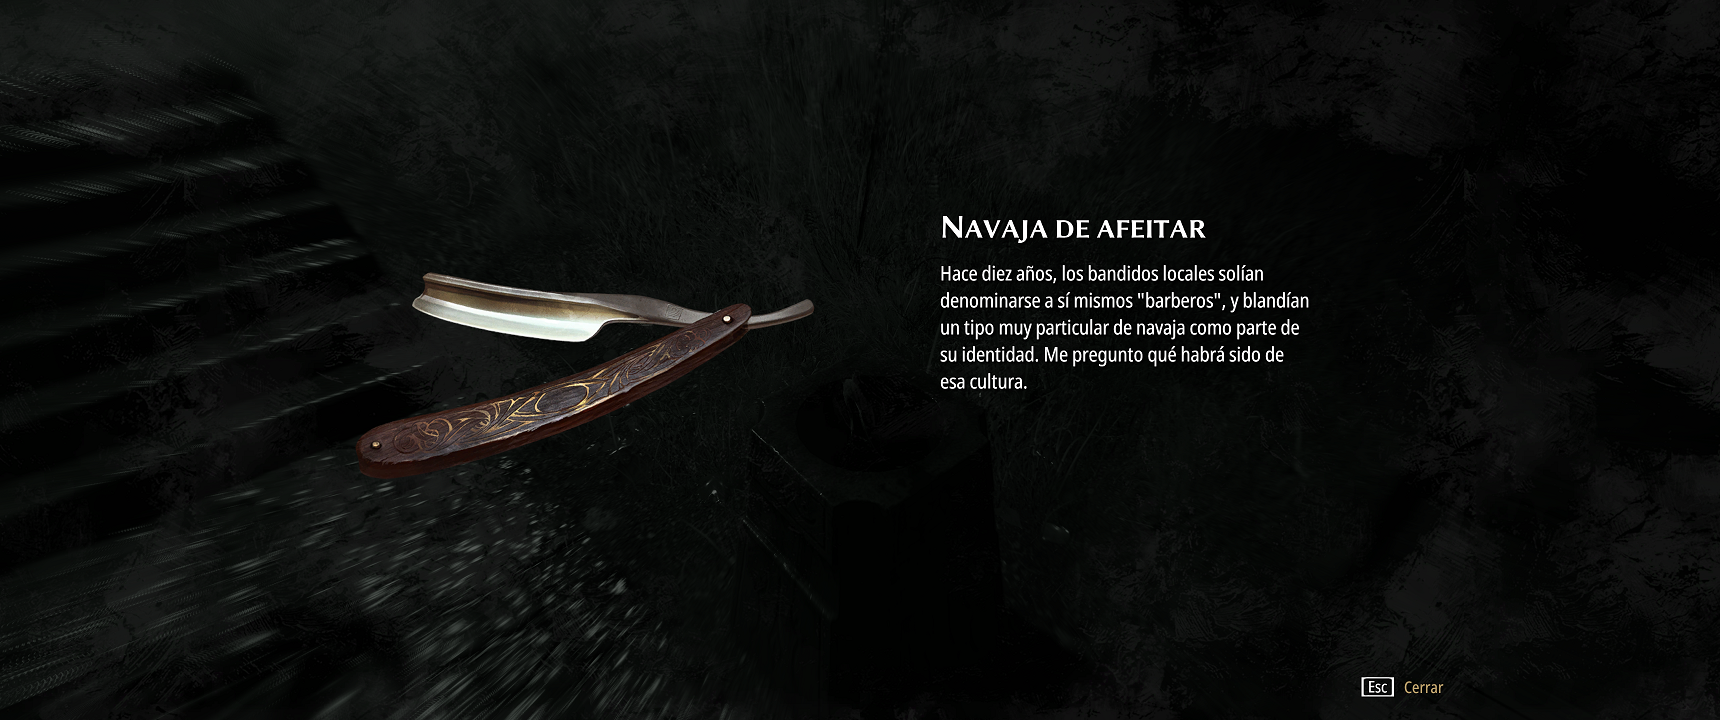 Navaja de afeitar
Hace diez años, los bandidos locales solían
denominarse a sí mismos "barberos", y blandían
un tipo muy particular de navaja como parte de
su identidad. Me pregunto qué habrá sido de
esa cultura.
Esc Cerrar